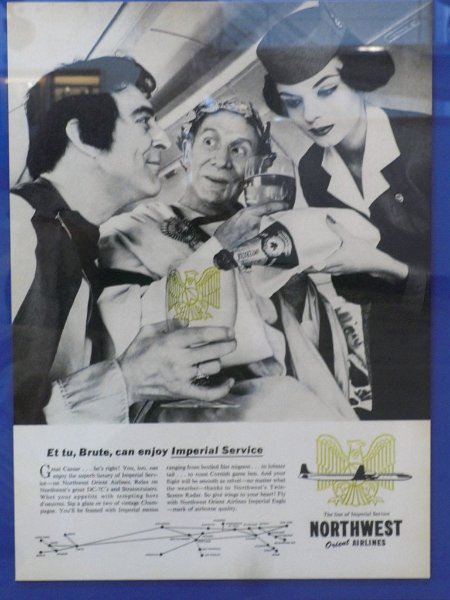 Et tu, Brute, can enjoy Imperial Service
Great Caesar . . . he's right! You, too, can
enjoy the superb luxury of Imperial Serv-
ice—on Northwest Orient Airlines. Relax on
Northwest's great DC-7C's and Stratocruisers.
Whet your appetite with tempting hors
d'oeuvres. Sip a glass or two of vintage Cham-
pagne. You'll be feasted with Imperial menus
ranging from broiled filet mignon . . . to lobster
tail . . . to roast Cornish game hen. And your
flight will be smooth as velvet—no matter what
the weather—thanks to Northwest's Twin-
Screen Radar. So give wings to your heart! Fly
with Northwest Orient Airlines Imperial Eagle
—mark of airborne quality.
The line of Imperial Service
NORTHWEST
Orient AIRLINES